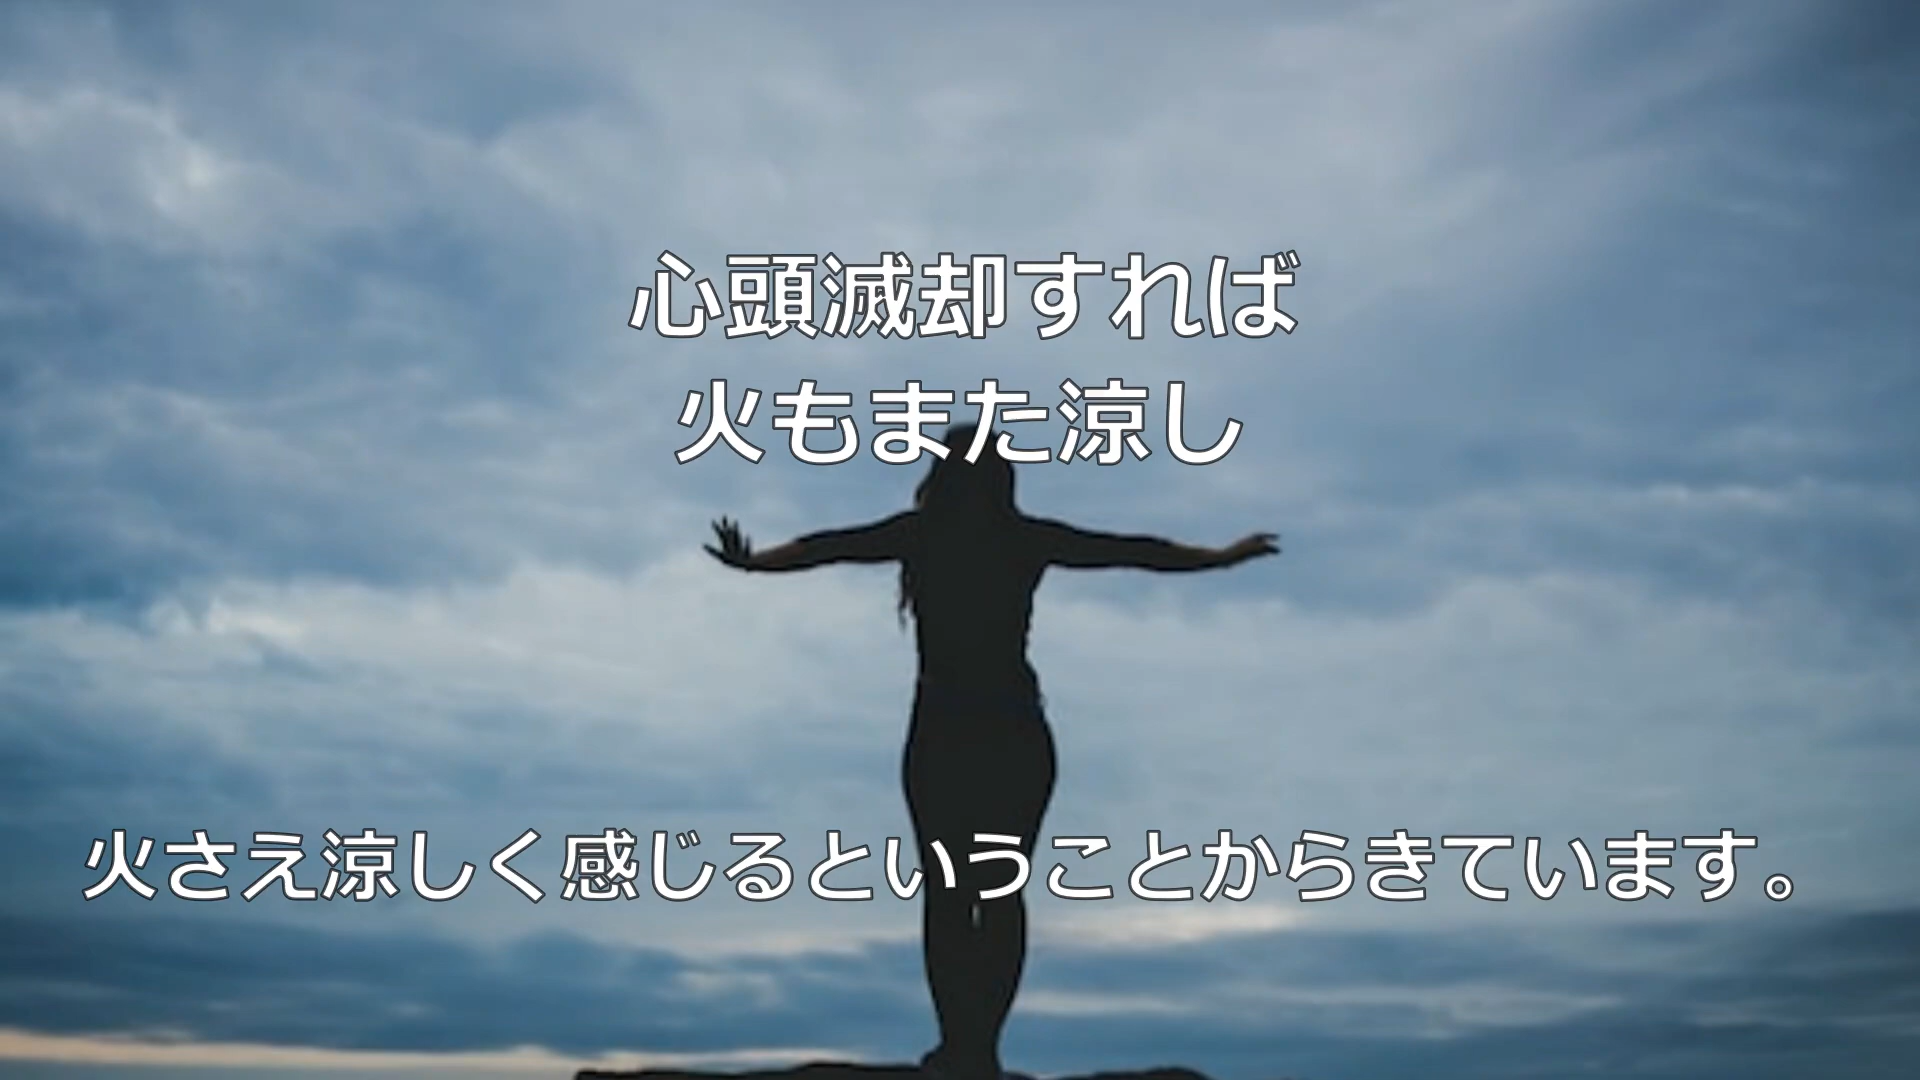 心頭滅却すれば
火もまた涼し
火さえ涼しく感じるということからきています。